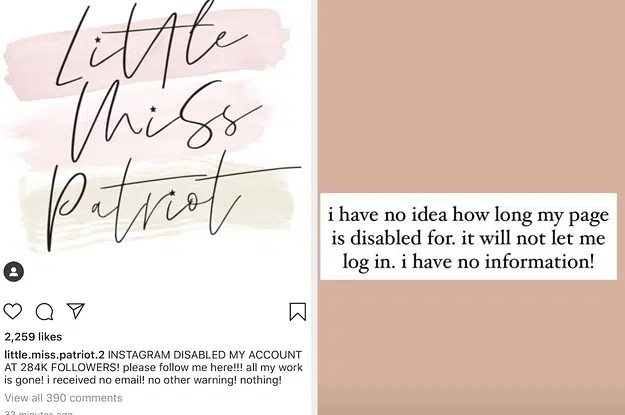 Little
Miss
Patriot
2,259 likes
little.miss.patriot.2 INSTAGRAM DISABLED MY ACCOUNT
AT 284K FOLLOWERS! please follow me here!!! all my work
is gone! i received no email! no other warning! nothing!
View all 390 comments
33 minutes ago
i have no idea how long my page
is disabled for. it will not let me
log in. i have no information!